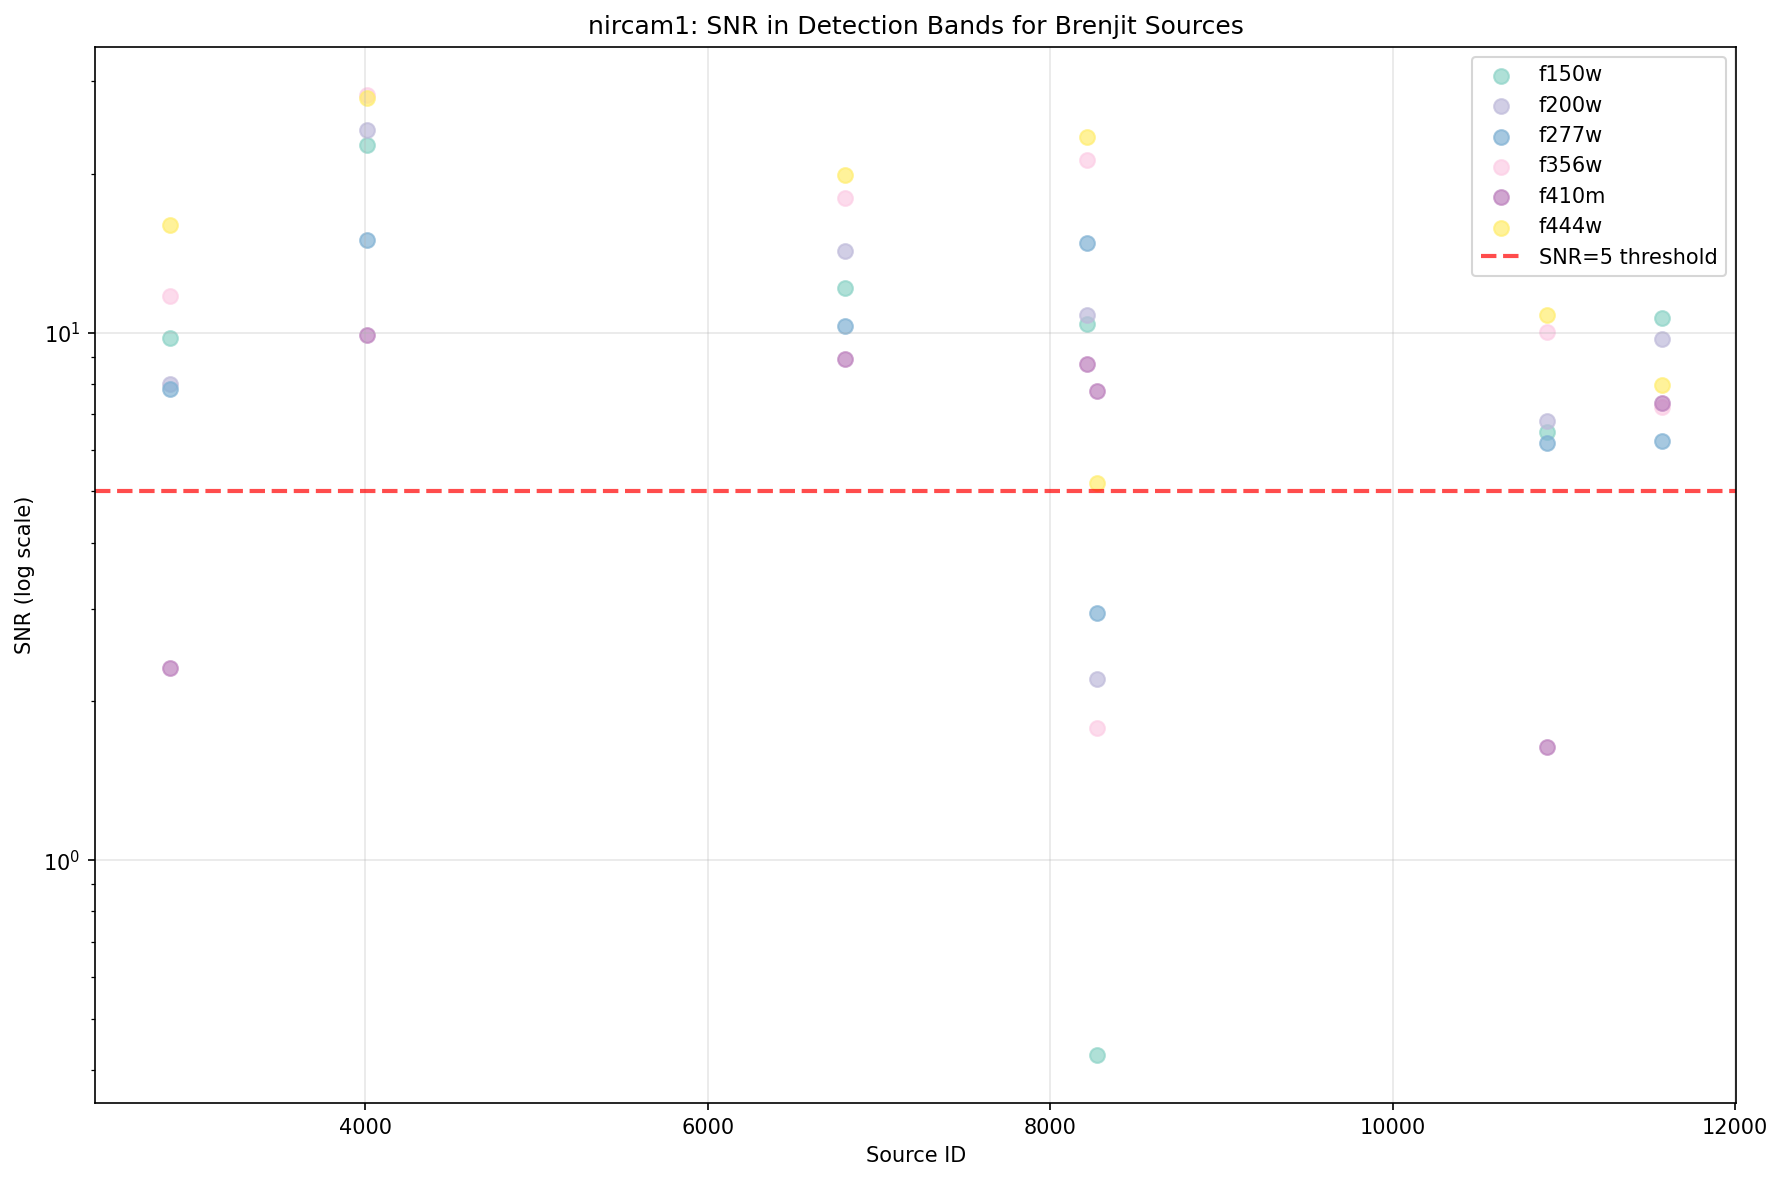 nircam1: SNR in Detection Bands for Brenjit Sources
f150w
f200w
f277w
f356w
f410m
f444w
SNR=5 threshold
SNR (log scale)
10¹
10⁰
4000 6000 8000 10000 12000
Source ID